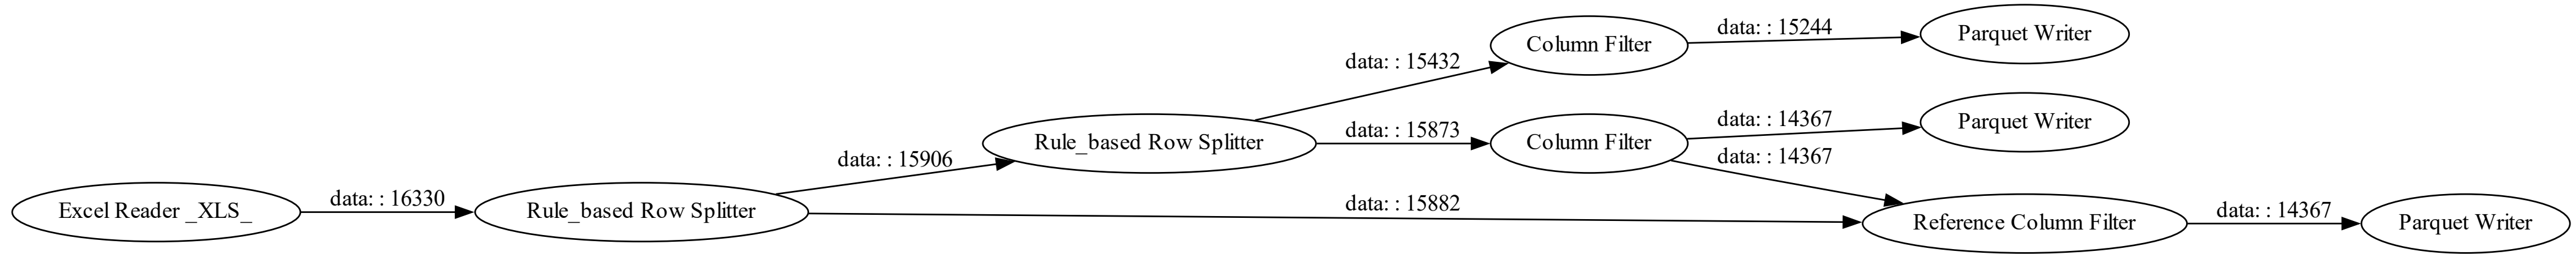 Excel Reader _XLS_
data: : 16330
Rule_based Row Splitter
data: : 15906
Rule_based Row Splitter
data: : 15432
Column Filter
data: : 15244
Parquet Writer
data: : 15873
Column Filter
data: : 14367
Parquet Writer
data: : 14367
data: : 15882
Reference Column Filter
data: : 14367
Parquet Writer